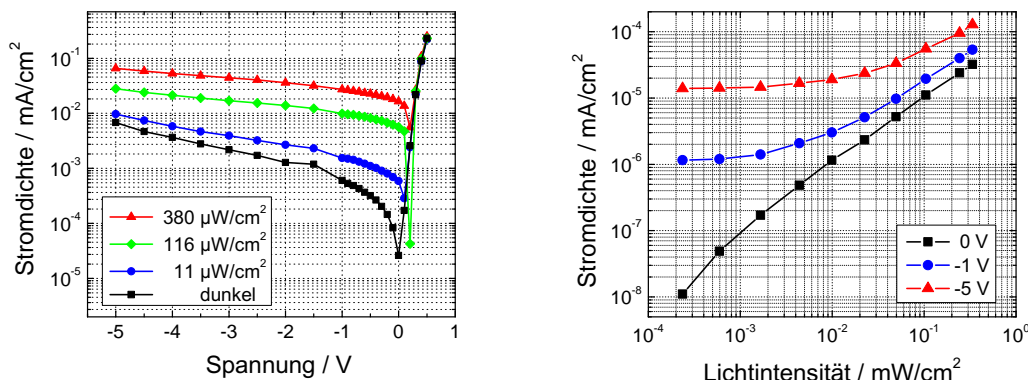 Stromdichte / mA/cm²
10⁻¹
10⁻²
10⁻³
10⁻⁴
10⁻⁵
380 µW/cm²
116 µW/cm²
11 µW/cm²
dunkel
-5 -4 -3 -2 -1 0 1
Spannung / V
Stromdichte / mA/cm²
10⁻⁴
10⁻⁵
10⁻⁶
10⁻⁷
10⁻⁸
0 V
-1 V
-5 V
10⁻⁴ 10⁻³ 10⁻² 10⁻¹ 10⁰
Lichtintensität / mW/cm²